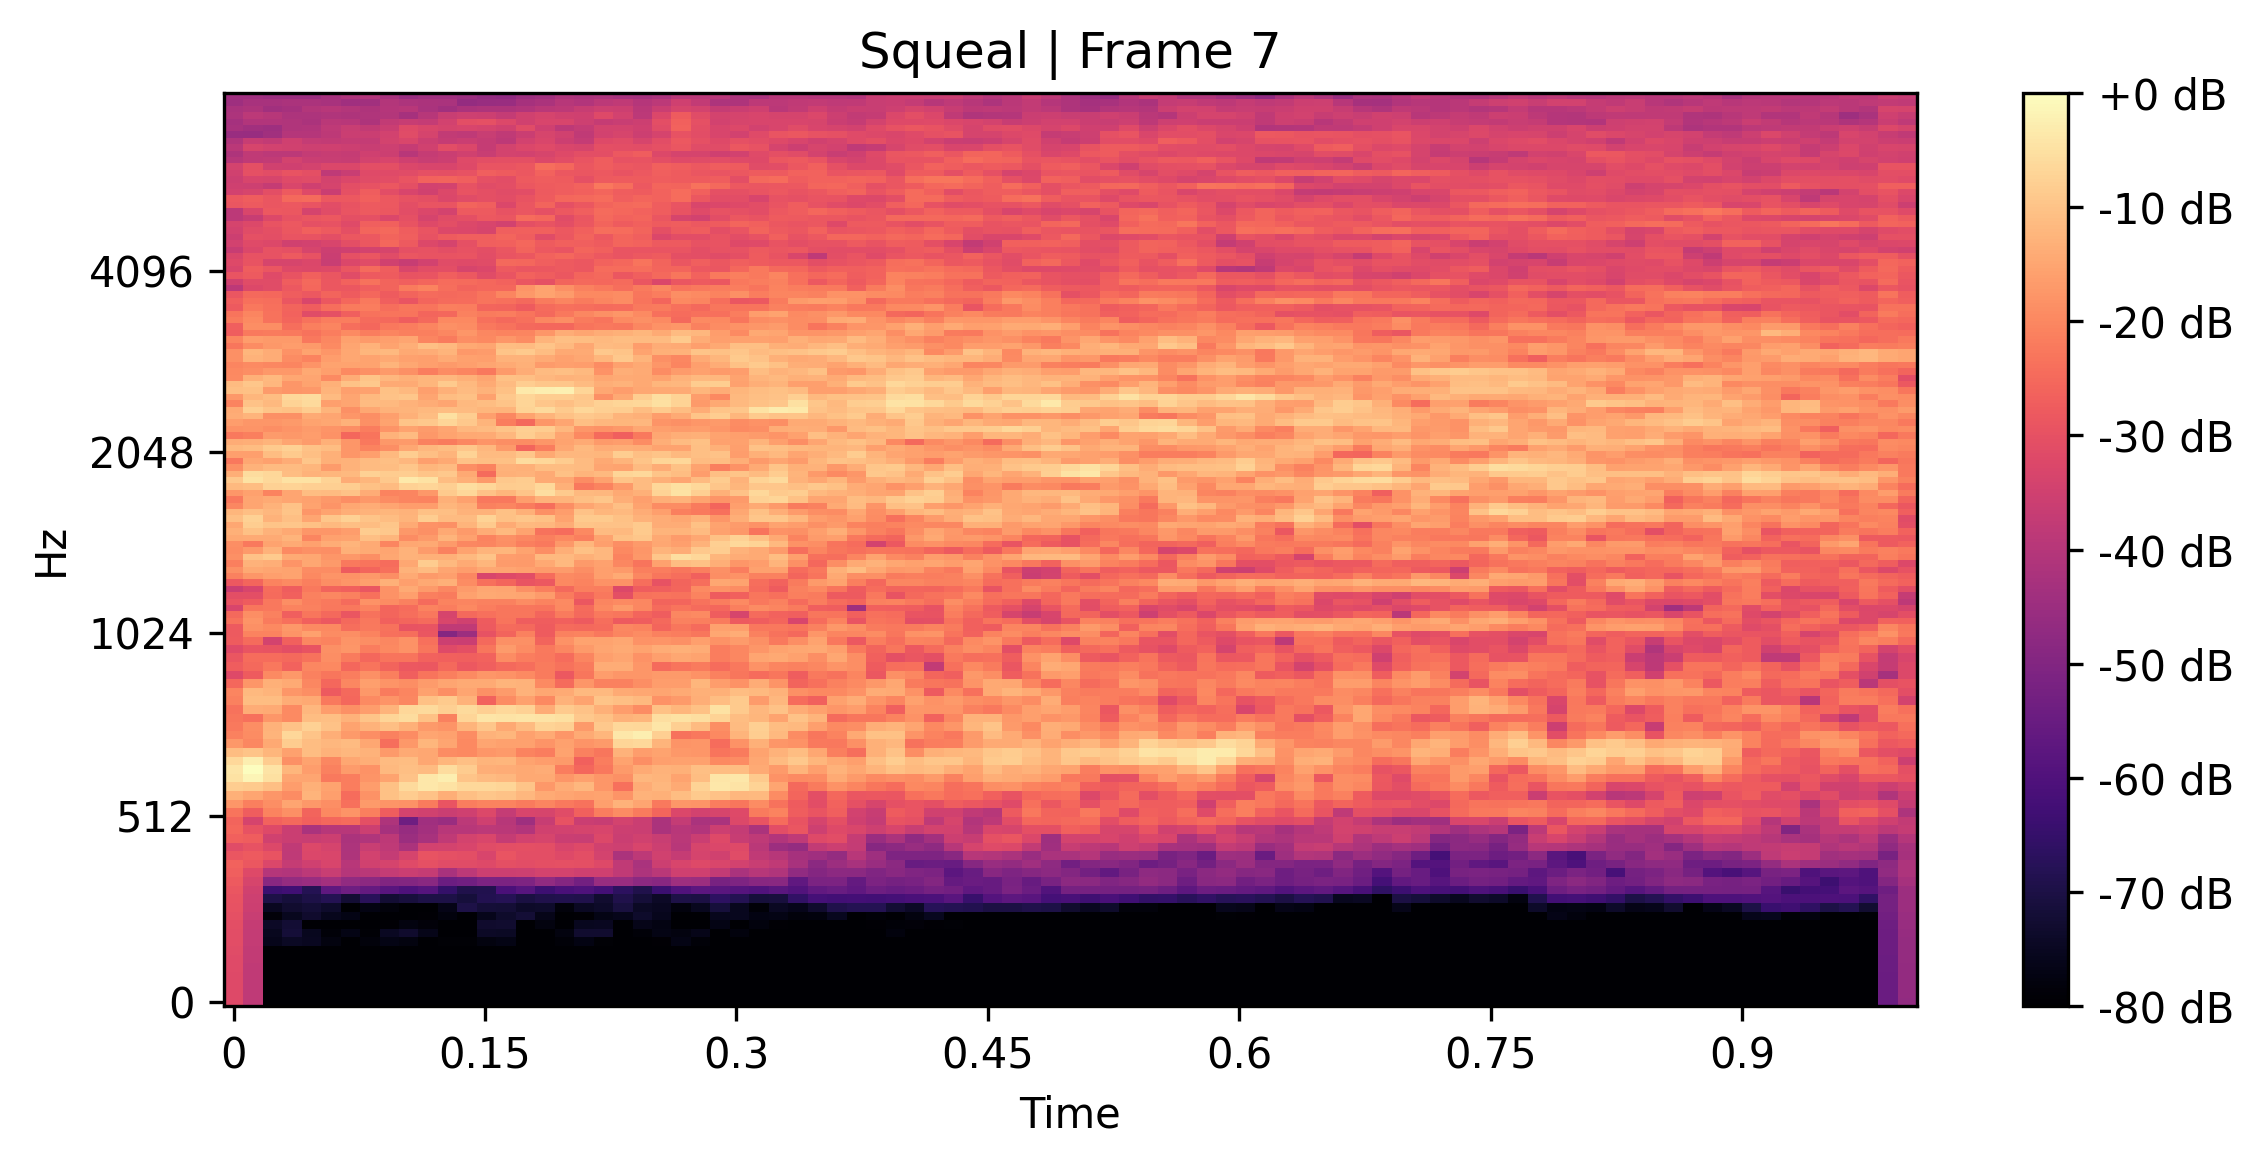 Squeal | Frame 7
+0 dB
-10 dB
-20 dB
-30 dB
-40 dB
-50 dB
-60 dB
-70 dB
-80 dB
Hz
4096
2048
1024
512
0
0 0.15 0.3 0.45 0.6 0.75 0.9
Time